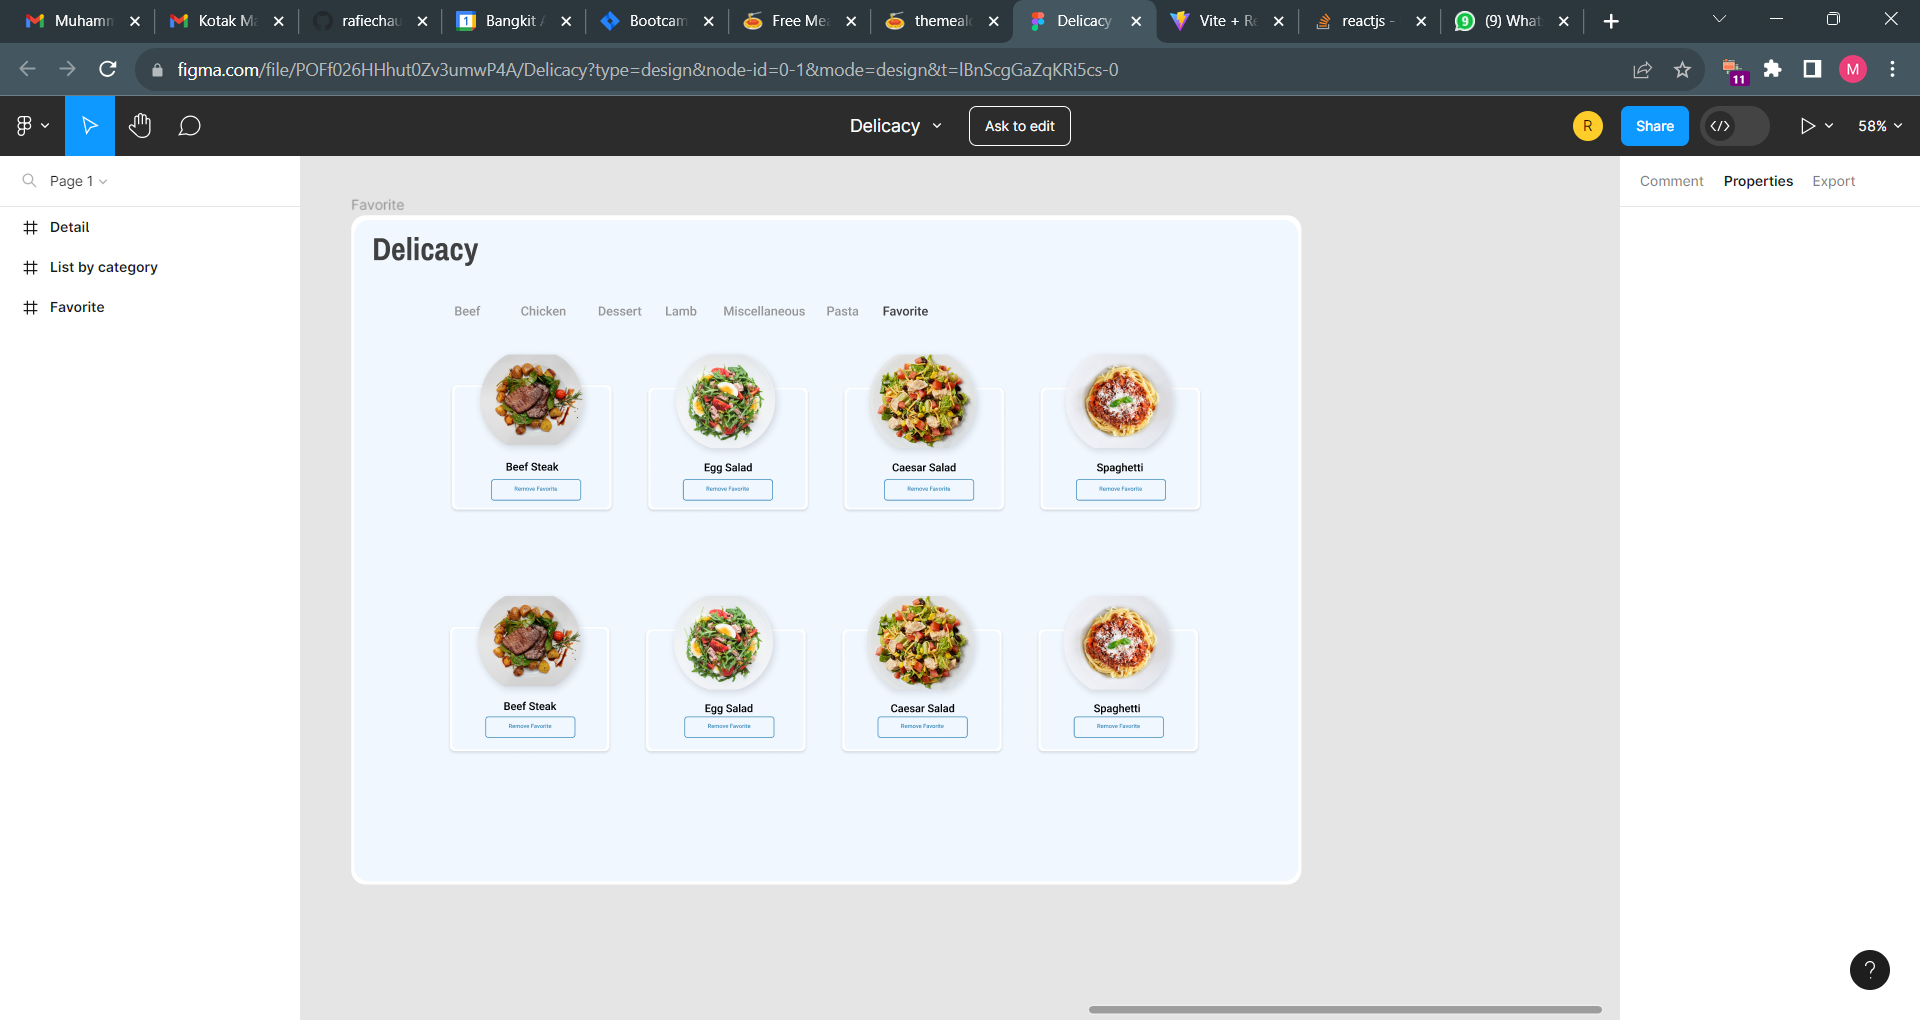 Muhamm
Kotak Ma
rafiechau
Bangkit A
Bootcam
Free Mea
themeal
Delicacy
Vite + Re
reactjs -
(9) What
figma.com/file/POFf026HHhut0Zv3umwP4A/Delicacy?type=design&node-id=0-1&mode=design&t=lBnScgGaZqKRi5cs-0
11
M
Delicacy
Ask to edit
R
Share
58%
Page 1
Detail
List by category
Favorite
Comment
Properties
Export
Favorite
Delicacy
Beef
Chicken
Dessert
Lamb
Miscellaneous
Pasta
Favorite
Beef Steak
Egg Salad
Caesar Salad
Spaghetti
Remove Favorite
Remove Favorite
Remove Favorite
Remove Favorite
Beef Steak
Egg Salad
Caesar Salad
Spaghetti
Remove Favorite
Remove Favorite
Remove Favorite
Remove Favorite
?